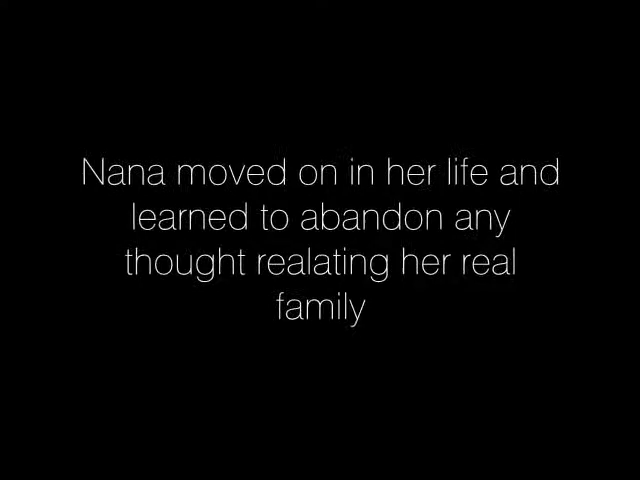 Nana moved on in her life and
learned to abandon any
thought realating her real
family